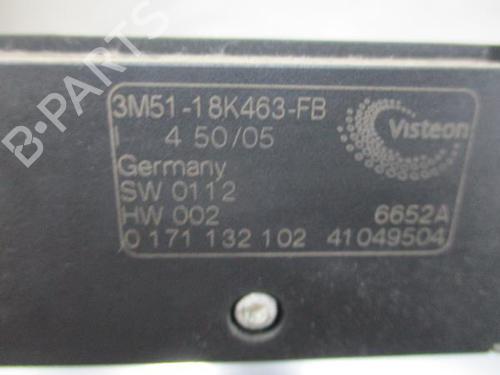 B-PARTS
3M51-18K463-FB
Visteon
I 4 50/05
Germany
SW 0112
HW 002 6652A
0 171 132 102 41049504